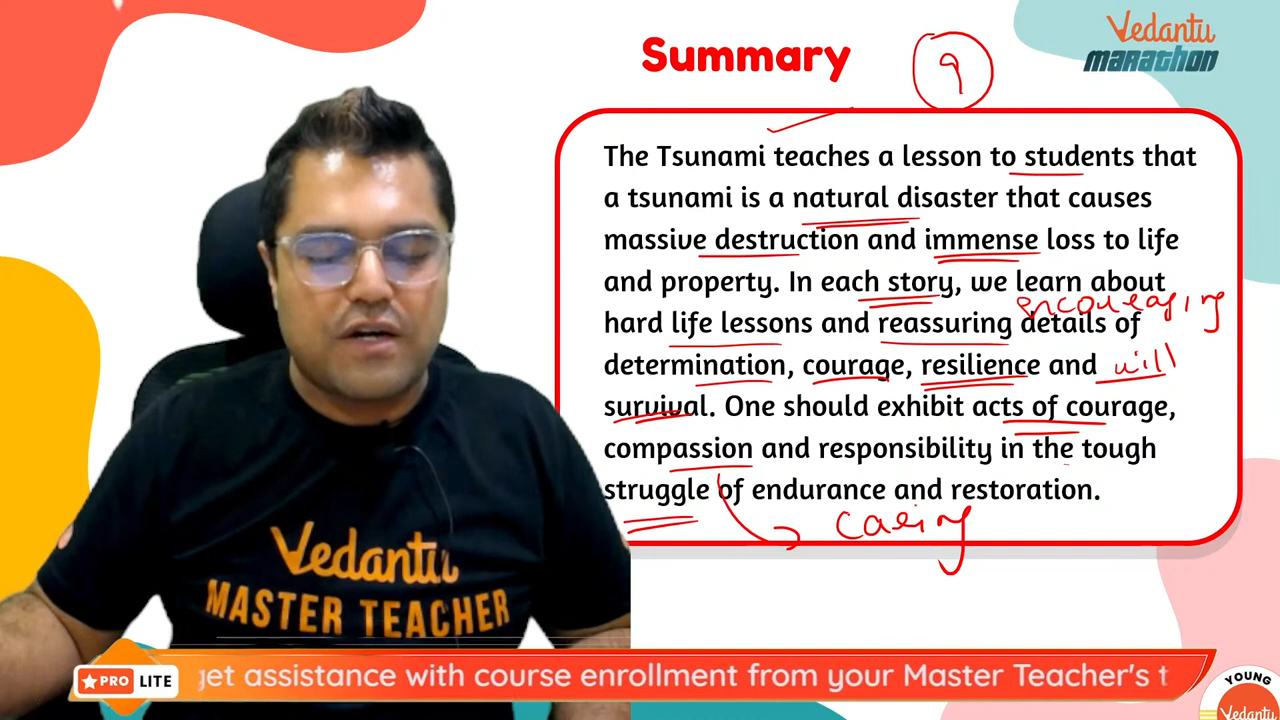 Vedantu
MARATHON
Summary
9
The Tsunami teaches a lesson to students that
a tsunami is a natural disaster that causes
massive destruction and immense loss to life
and property. In each story, we learn about
encouraging
hard life lessons and reassuring details of
determination, courage, resilience and will
survival. One should exhibit acts of courage,
compassion and responsibility in the tough
struggle of endurance and restoration.
caring
Vedantu
MASTER TEACHER
PRO LITE
get assistance with course enrollment from your Master Teacher's t
YOUNG
Vedantu